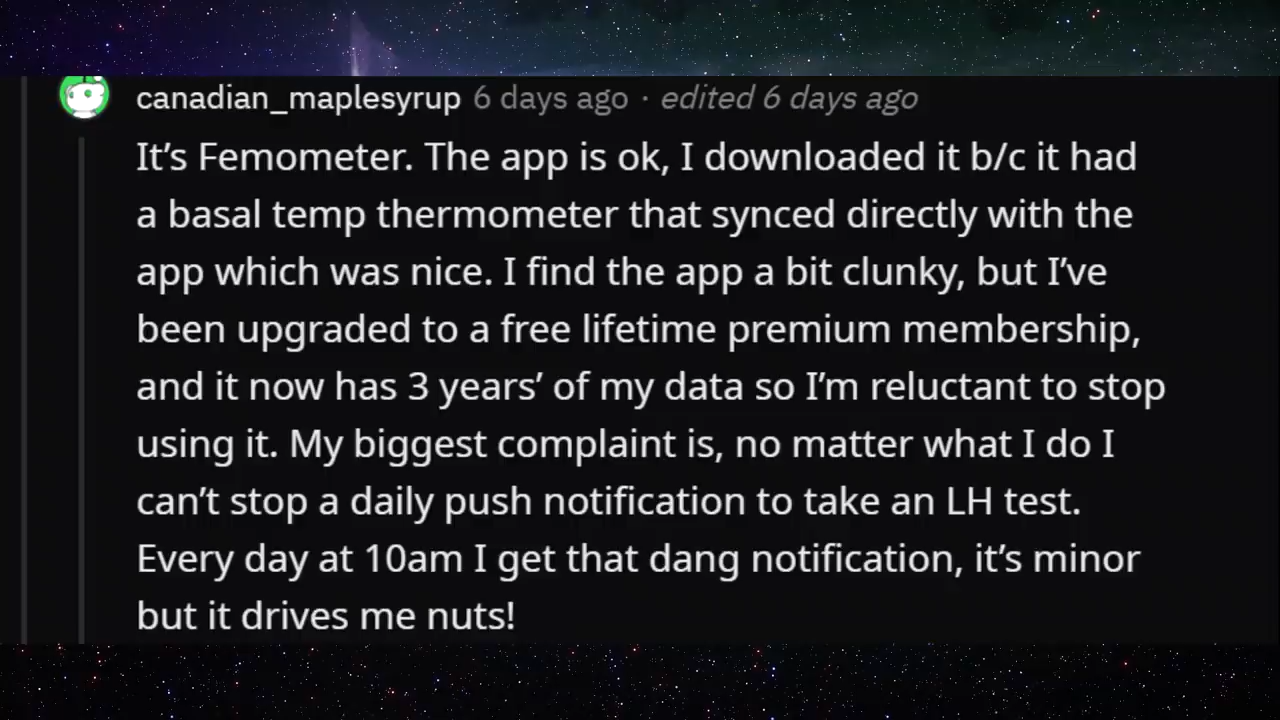 canadian_maplesyrup 6 days ago · edited 6 days ago
It’s Femometer. The app is ok, I downloaded it b/c it had
a basal temp thermometer that synced directly with the
app which was nice. I find the app a bit clunky, but I’ve
been upgraded to a free lifetime premium membership,
and it now has 3 years’ of my data so I’m reluctant to stop
using it. My biggest complaint is, no matter what I do I
can’t stop a daily push notification to take an LH test.
Every day at 10am I get that dang notification, it’s minor
but it drives me nuts!